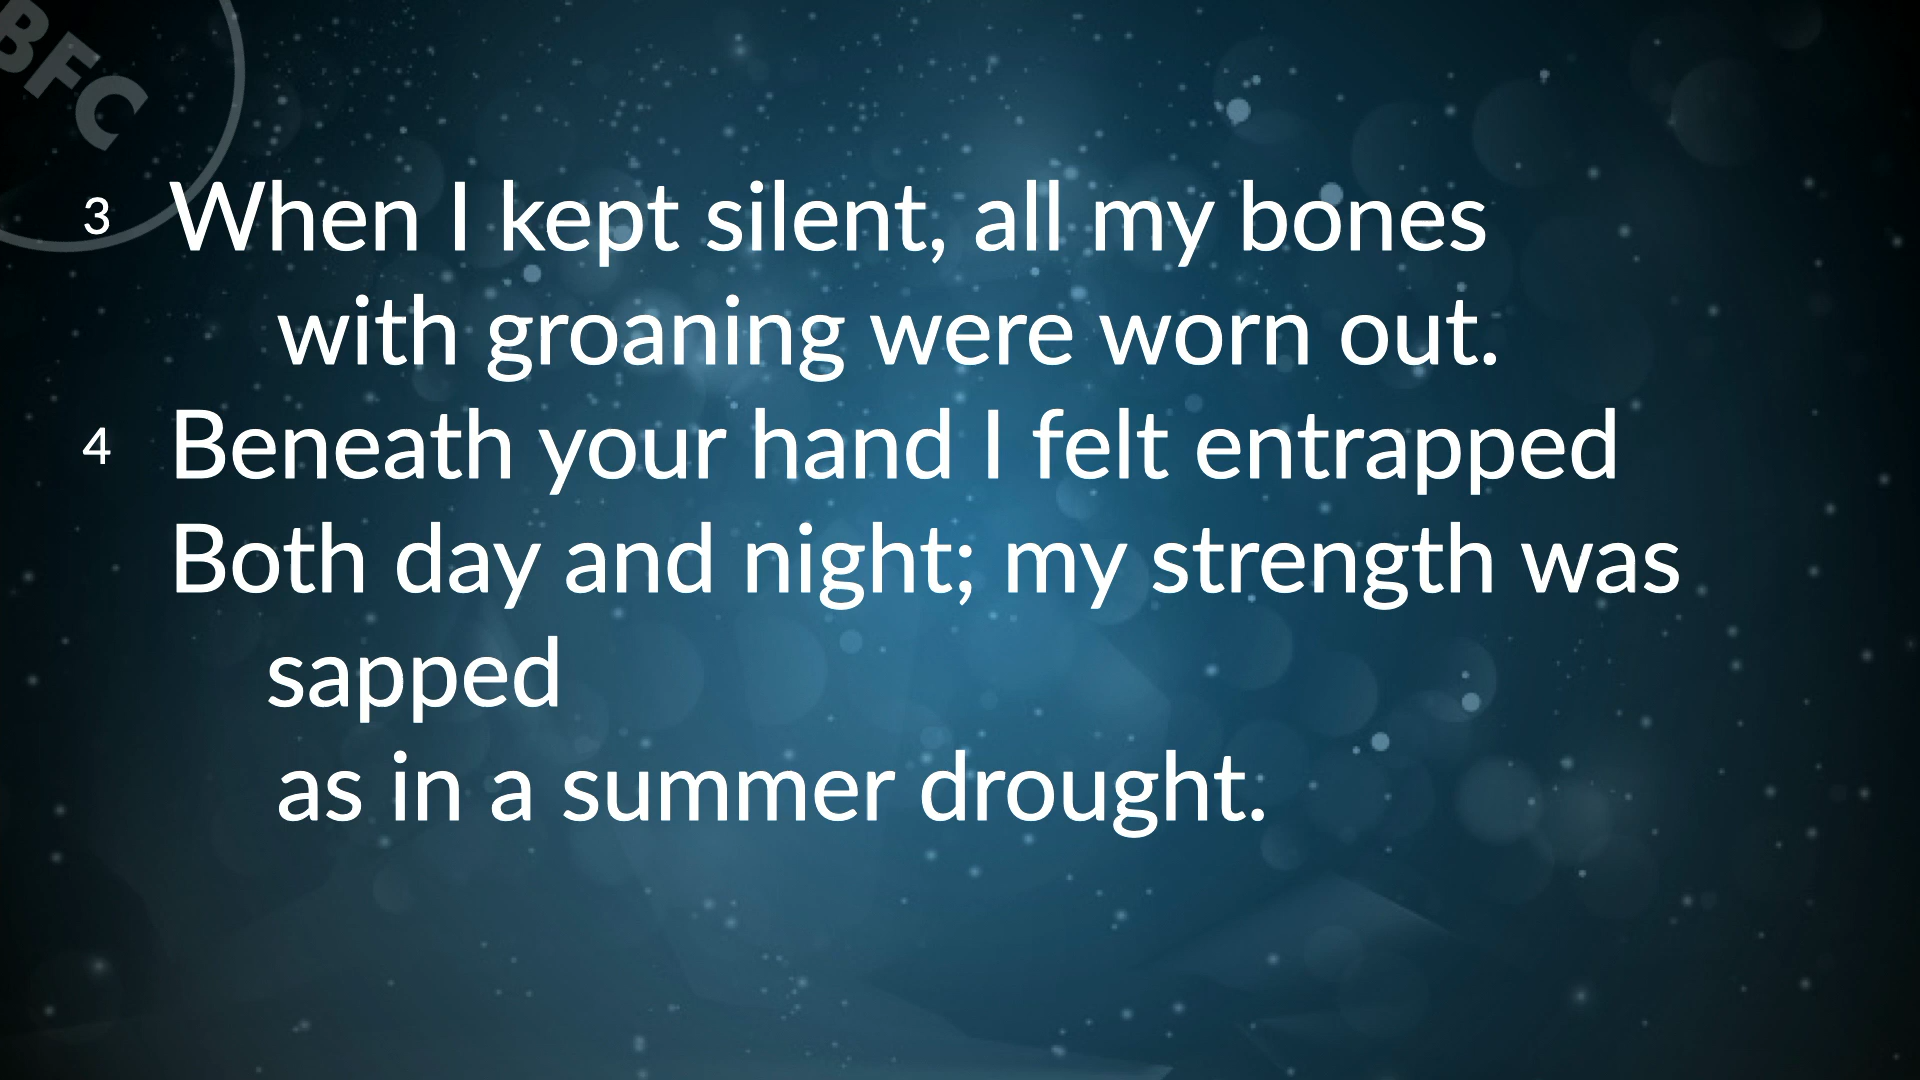 BFC
3 When I kept silent, all my bones
with groaning were worn out.
4 Beneath your hand I felt entrapped
Both day and night; my strength was
sapped
as in a summer drought.